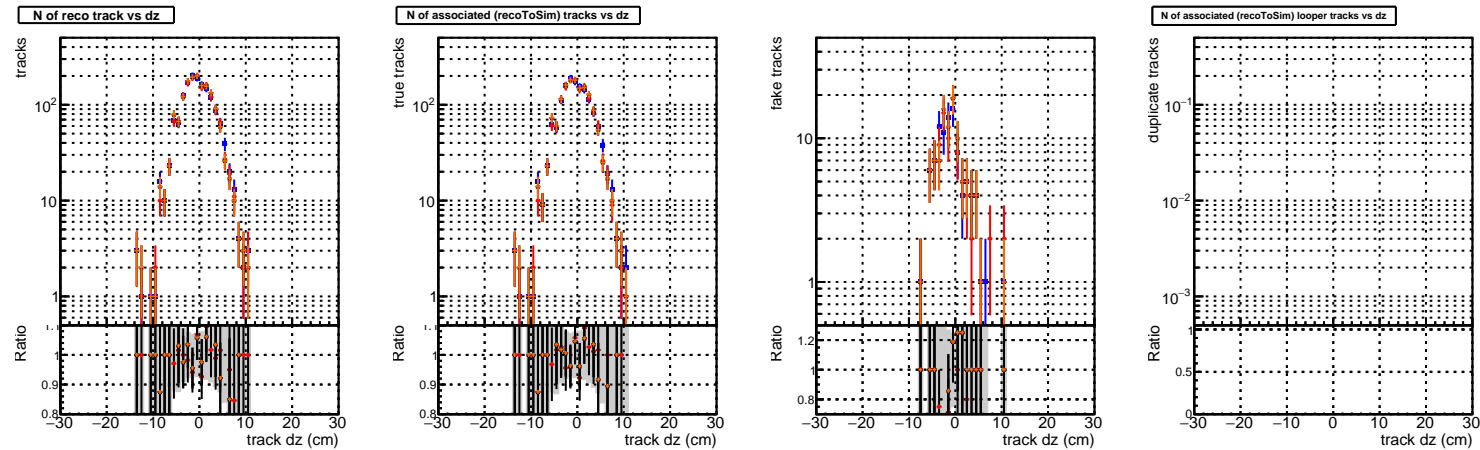 N of reco track vs dz
tracks
10²
10
1
Ratio
1.1
1
0.9
0.8
−30 −20 −10 0 10 20 30
track dz (cm)
N of associated (recoToSim) tracks vs dz
true tracks
10²
10
1
Ratio
1.1
1
0.9
0.8
−30 −20 −10 0 10 20 30
track dz (cm)
fake tracks
10
1
Ratio
1.2
1
0.8
−30 −20 −10 0 10 20 30
track dz (cm)
N of associated (recoToSim) looper tracks vs dz
duplicate tracks
10⁻¹
10⁻²
10⁻³
Ratio
1
0.5
0
−30 −20 −10 0 10 20 30
track dz (cm)